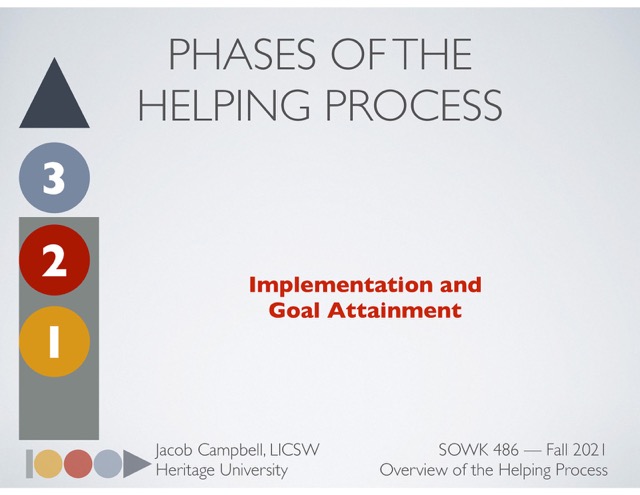 PHASES OF THE
HELPING PROCESS
3
2
1
Implementation and
Goal Attainment
Jacob Campbell, LICSW
Heritage University
SOWK 486 — Fall 2021
Overview of the Helping Process